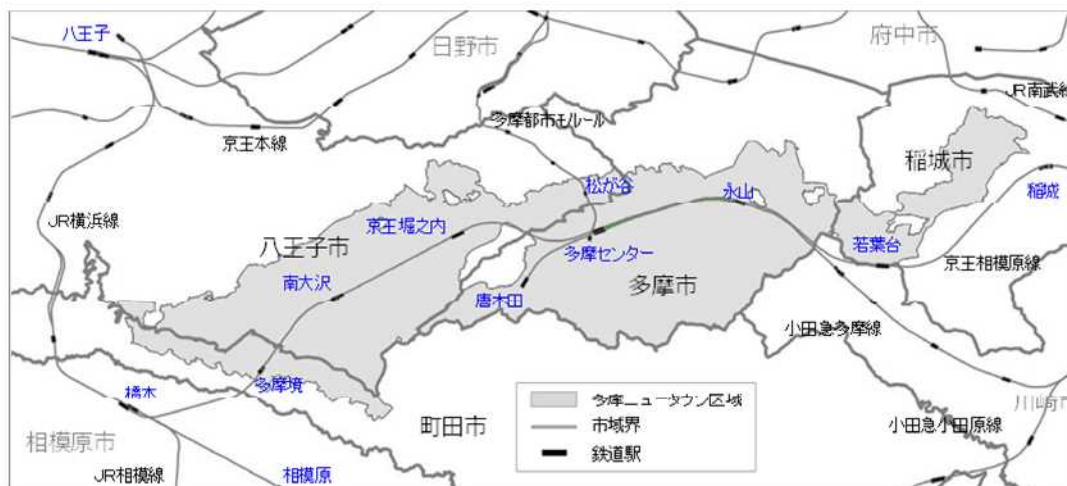 八王子
日野市
府中市
JR南武線
多摩都市モノレール
京王本線
稲城市
松が谷
永山
稲城
JR横浜線
京王堀之内
八王子市
多摩センター
若葉台
京王相模原線
南大沢
多摩市
唐木田
小田急多摩線
多摩境
橋本
多摩ニュータウン区域
川崎市
町田市
市域界
小田急小田原線
相模原市
鉄道駅
JR相模線
相模原